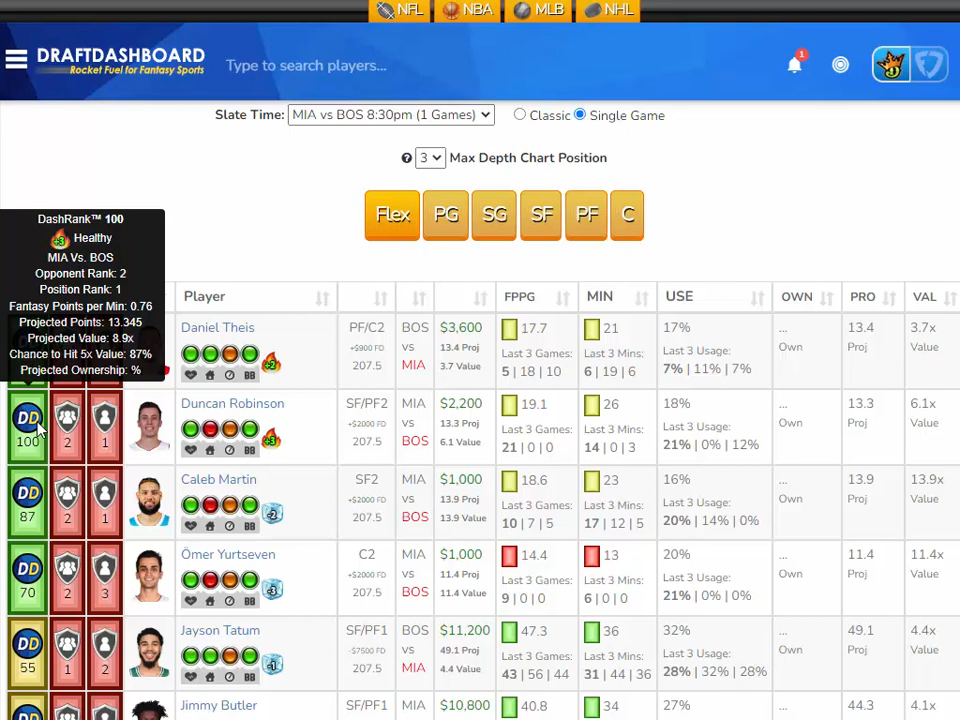 NFL NBA MLB NHL
DRAFTDASHBOARD
Rocket Fuel for Fantasy Sports
Type to search players...
1
Slate Time: MIA vs BOS 8:30pm (1 Games) Classic Single Game
3 Max Depth Chart Position
Flex PG SG SF PF C
DashRank™ 100
+3 Healthy
MIA Vs. BOS
Opponent Rank: 2
Position Rank: 1
Fantasy Points per Min: 0.76
Projected Points: 13.345
Projected Value: 8.9x
Chance to Hit 5x Value: 87%
Projected Ownership: %
Player FPPG MIN USE OWN PRO VAL
Daniel Theis PF/C2 BOS $3,600 17.7 21 17% ... 13.4 3.7x
+$900 FD vs 13.4 Proj Last 3 Games: Last 3 Mins: Last 3 Usage: Own Proj Value
BB +2 207.5 MIA 3.7 Value 5 | 18 | 10 6 | 19 | 6 7% | 11% | 7%
DD 100 2 1 Duncan Robinson SF/PF2 MIA $2,200 19.1 26 18% ... 13.3 6.1x
+$2000 FD vs 13.3 Proj Last 3 Games: Last 3 Mins: Last 3 Usage: Own Proj Value
BB +3 207.5 BOS 6.1 Value 21 | 0 | 0 14 | 0 | 3 21% | 0% | 12%
DD 87 2 1 Caleb Martin SF2 MIA $1,000 18.6 23 16% ... 13.9 13.9x
+$2000 FD vs 13.9 Proj Last 3 Games: Last 3 Mins: Last 3 Usage: Own Proj Value
BB -2 207.5 BOS 13.9 Value 10 | 7 | 5 17 | 12 | 5 20% | 14% | 0%
DD 70 2 3 Ömer Yurtseven C2 MIA $1,000 14.4 13 20% ... 11.4 11.4x
+$2000 FD vs 11.4 Proj Last 3 Games: Last 3 Mins: Last 3 Usage: Own Proj Value
BB -3 207.5 BOS 11.4 Value 9 | 0 | 0 6 | 0 | 0 21% | 0% | 0%
DD 55 1 2 Jayson Tatum SF/PF1 BOS $11,200 47.3 36 32% ... 49.1 4.4x
-$7500 FD vs 49.1 Proj Last 3 Games: Last 3 Mins: Last 3 Usage: Own Proj Value
BB -1 207.5 MIA 4.4 Value 43 | 56 | 44 31 | 44 | 36 28% | 32% | 28%
Jimmy Butler SF/PF1 MIA $10,800 40.8 34 27% ... 44.3 4.1x